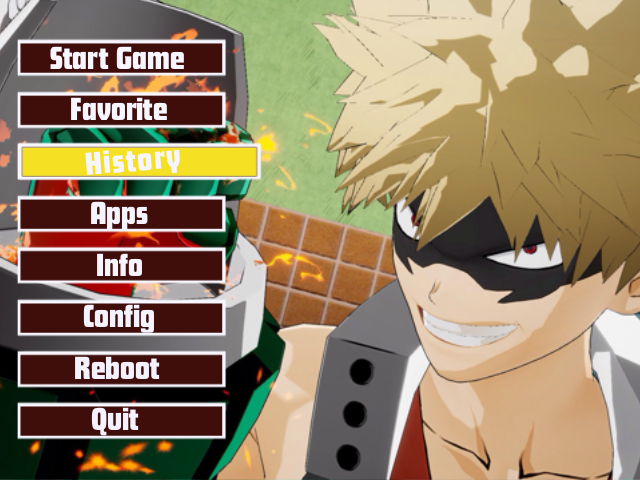 Start Game
Favorite
History
Apps
Info
Config
Reboot
Quit